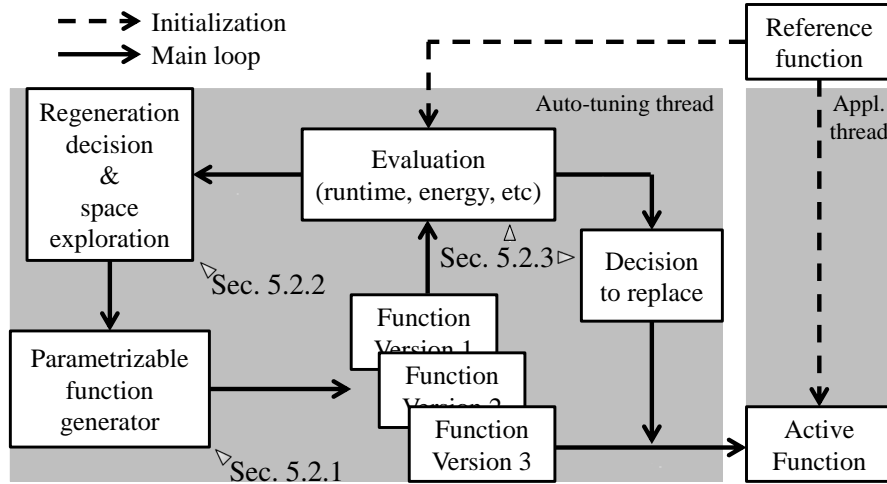 Initialization
Main loop
Reference
function
Auto-tuning thread
Appl.
thread
Regeneration
decision
&
space
exploration
Evaluation
(runtime, energy, etc)
Sec. 5.2.3
Decision
to replace
Sec. 5.2.2
Function
Version 1
Parametrizable
function
generator
Function
Version 2
Function
Version 3
Active
Function
Sec. 5.2.1